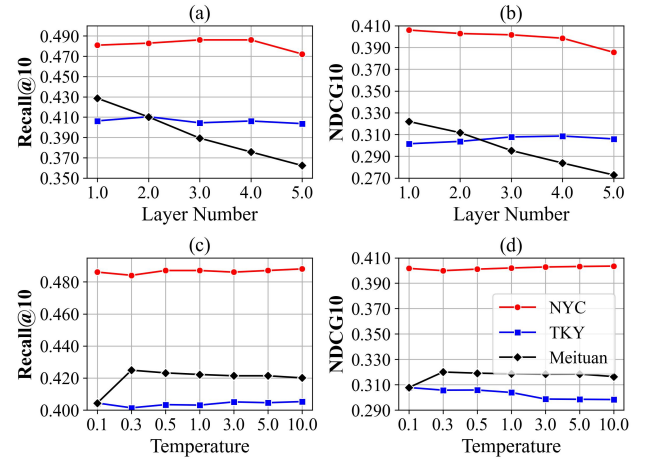 (a)
Recall@10
0.490
0.470
0.450
0.430
0.410
0.390
0.370
0.350
1.0 2.0 3.0 4.0 5.0
Layer Number
(b)
NDCG10
0.410
0.390
0.370
0.350
0.330
0.310
0.290
0.270
1.0 2.0 3.0 4.0 5.0
Layer Number
(c)
Recall@10
0.480
0.460
0.440
0.420
0.400
0.1 0.3 0.5 1.0 3.0 5.0 10.0
Temperature
(d)
NDCG10
0.410
0.390
0.370
0.350
0.330
0.310
0.290
NYC
TKY
Meituan
0.1 0.3 0.5 1.0 3.0 5.0 10.0
Temperature